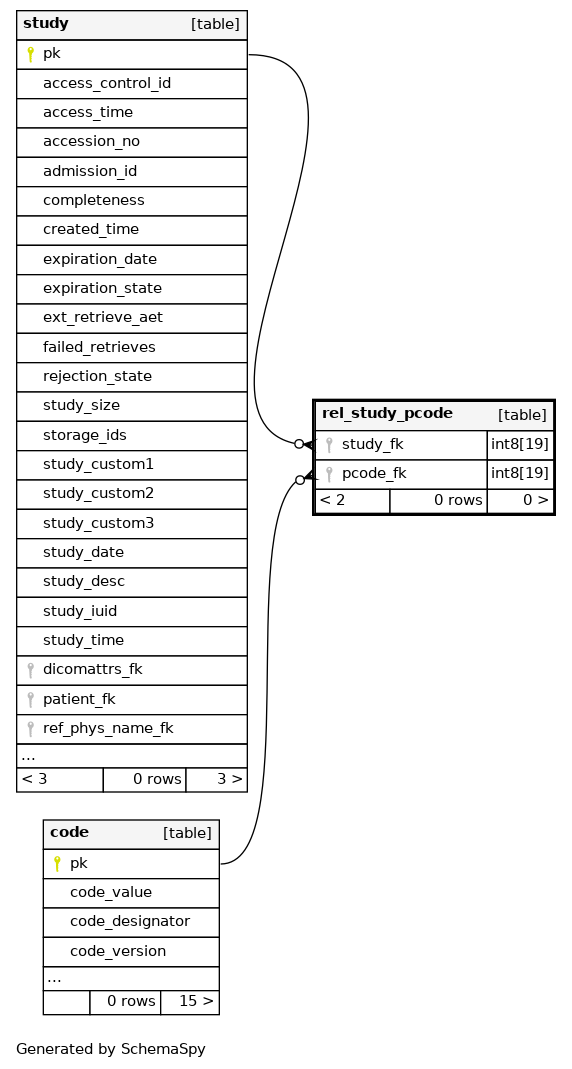 study [table]
pk
access_control_id
access_time
accession_no
admission_id
completeness
created_time
expiration_date
expiration_state
ext_retrieve_aet
failed_retrieves
rejection_state
study_size
storage_ids
study_custom1
study_custom2
study_custom3
study_date
study_desc
study_iuid
study_time
dicomattrs_fk
patient_fk
ref_phys_name_fk
...
< 3 0 rows 3 >
rel_study_pcode [table]
study_fk int8[19]
pcode_fk int8[19]
< 2 0 rows 0 >
code [table]
pk
code_value
code_designator
code_version
...
0 rows 15 >
Generated by SchemaSpy